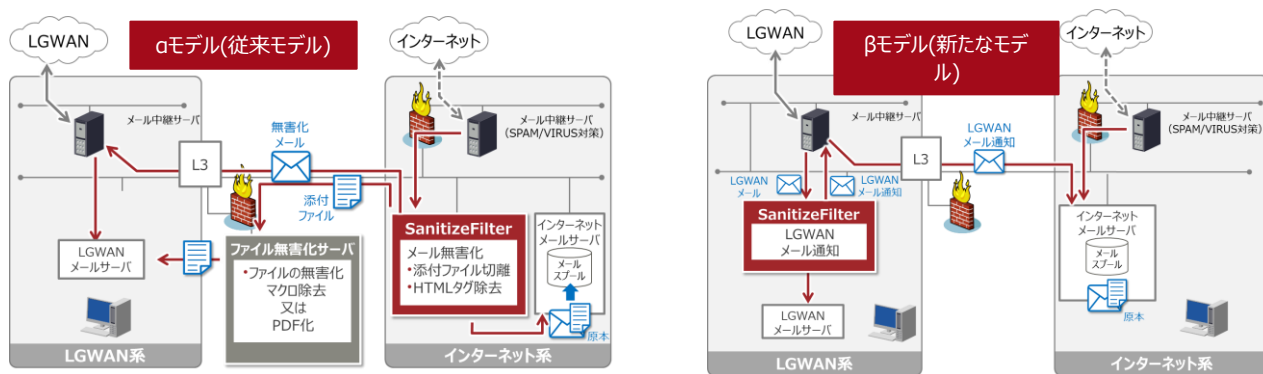 LGWAN
αモデル(従来モデル)
インターネット
メール中継サーバ
無害化
メール
メール中継サーバ
(SPAM/VIRUS対策)
L3
添付
ファイル
LGWAN
メールサーバ
ファイル無害化サーバ
•ファイルの無害化
マクロ除去
又は
PDF化
SanitizeFilter
メール無害化
•添付ファイル切離
•HTMLタグ除去
インターネット
メールサーバ
メール
スプール
原本
LGWAN系
インターネット系
LGWAN
βモデル(新たなモデ
ル)
インターネット
メール中継サーバ
LGWAN
メール通知
メール中継サーバ
(SPAM/VIRUS対策)
L3
LGWAN
メール
LGWAN
メール通知
SanitizeFilter
LGWAN
メール通知
LGWAN
メールサーバ
インターネット
メールサーバ
メール
スプール
原本
LGWAN系
インターネット系